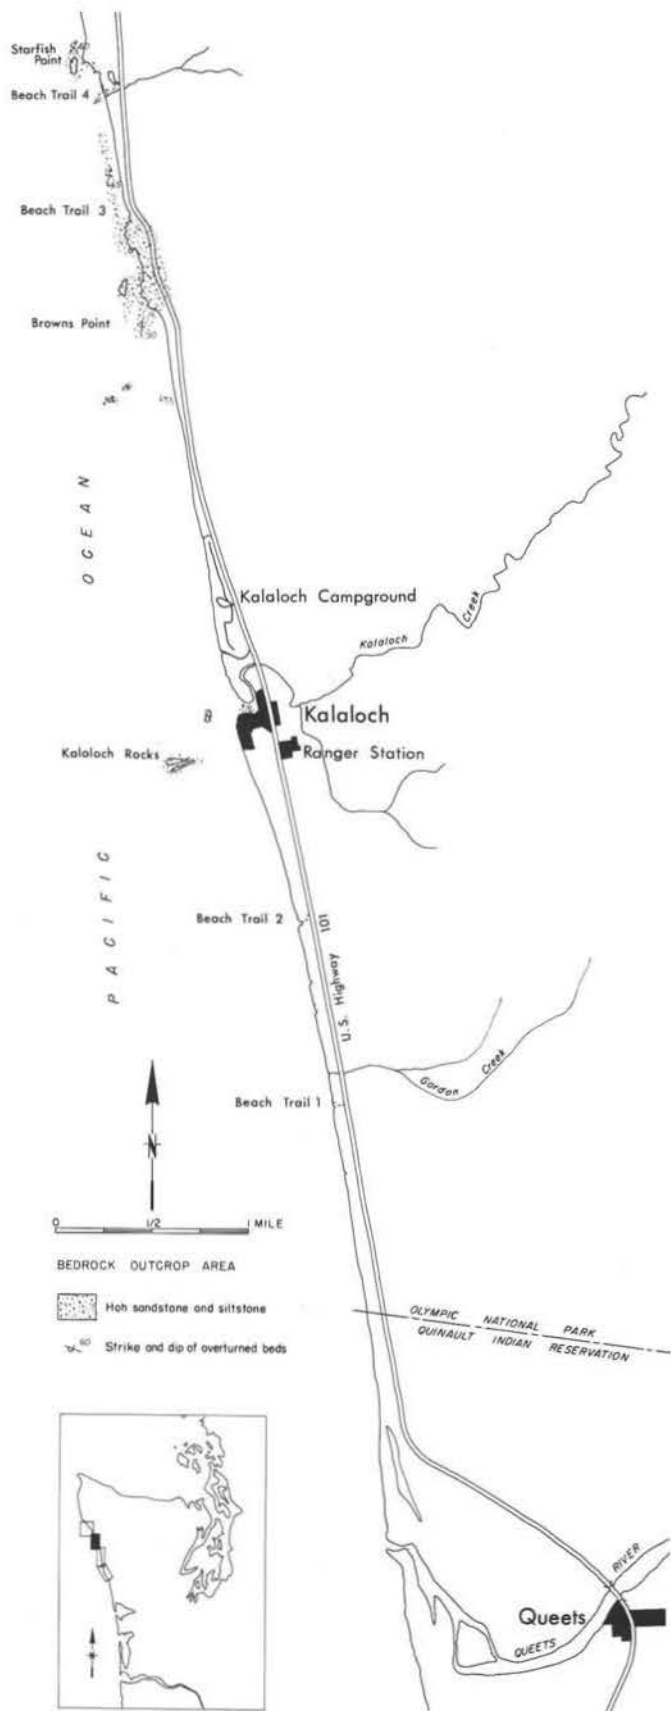 Starfish
Point
Beach Trail 4
Beach Trail 3
Browns Point
90
OCEAN
Kalaloch Campground
Kalaloch
Creek
Kalaloch
Ranger Station
Kalaloch Rocks
PACIFIC
Beach Trail 2
101
U.S. Highway
Gordon
Creek
Beach Trail 1
N
0 1/2 1 MILE
BEDROCK OUTCROP AREA
Hoh sandstone and siltstone
60
Strike and dip of overturned beds
OLYMPIC NATIONAL PARK
QUINAULT INDIAN RESERVATION
RIVER
Queets
QUEETS